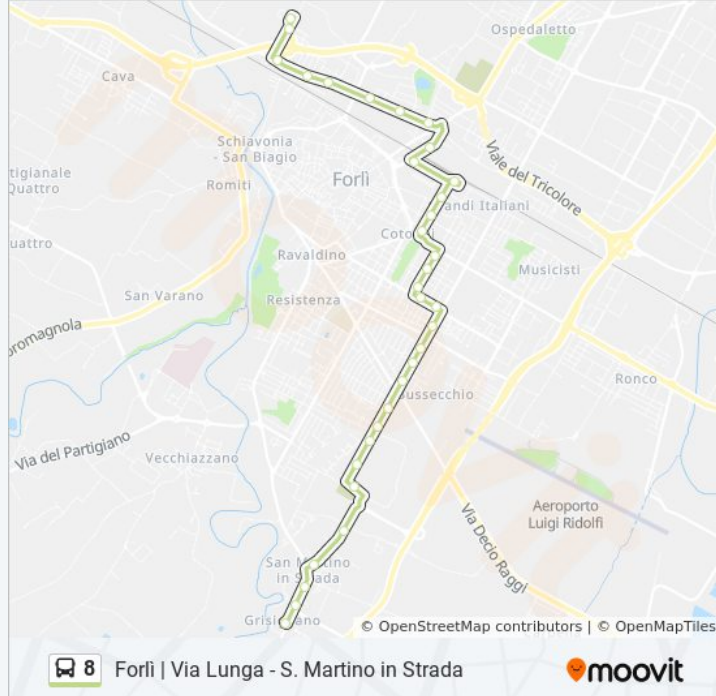 Ospedaletto
Cava
Schiavonia
- San Biagio
Viale del Tricolore
tigianale
Quattro
Romiti
Forlì
andi Italiani
uattro
Coto
Ravaldino
Musicisti
San Varano
Resistenza
oromagnola
Ronco
Bussecchio
Via del Partigiano
Vecchiazzano
Aeroporto
Luigi Ridolfi
Via Decio Raggi
San Martino
in Strada
Grisignano
© OpenStreetMap contributors | © OpenMapTiles
8 Forlì | Via Lunga - S. Martino in Strada
moovit